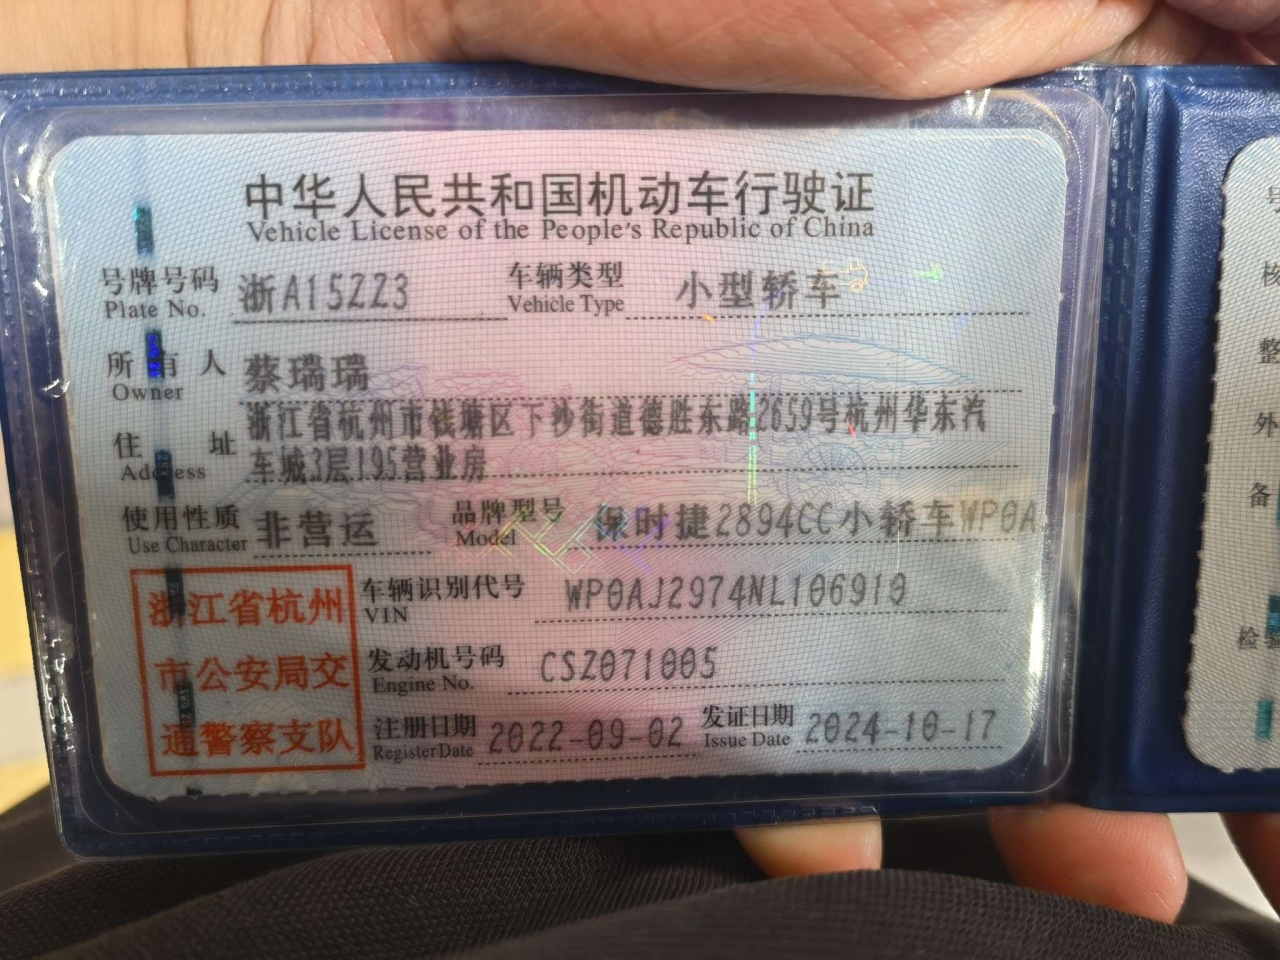 中华人民共和国机动车行驶证
Vehicle License of the People's Republic of China
号牌号码 浙A15ZZ3 车辆类型 小型轿车
Plate No. Vehicle Type
所有人 蔡瑞瑞
Owner
住址 浙江省杭州市钱塘区下沙街道德胜东路2659号杭州华东汽
Address 车城3层195营业房
使用性质 非营运 品牌型号 保时捷2894CC小轿车WP0A
Use Character Model
车辆识别代号 WP0AJ2974NL106910
VIN
发动机号码 CSZ071005
Engine No.
注册日期 2022-09-02 发证日期 2024-10-17
Register Date Issue Date
浙江省杭州
市公安局交
通警察支队
整
外
备
检